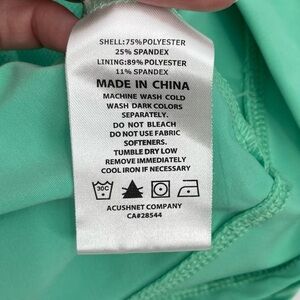 SHELL:75%POLYESTER
25% SPANDEX
LINING:89%POLYESTER
11% SPANDEX
MADE IN CHINA
MACHINE WASH COLD
WASH DARK COLORS
SEPARATELY.
DO NOT BLEACH
DO NOT USE FABRIC
SOFTENERS.
TUMBLE DRY LOW
REMOVE IMMEDIATELY
COOL IRON IF NECESSARY
30C
ACUSHNET COMPANY
CA#28544